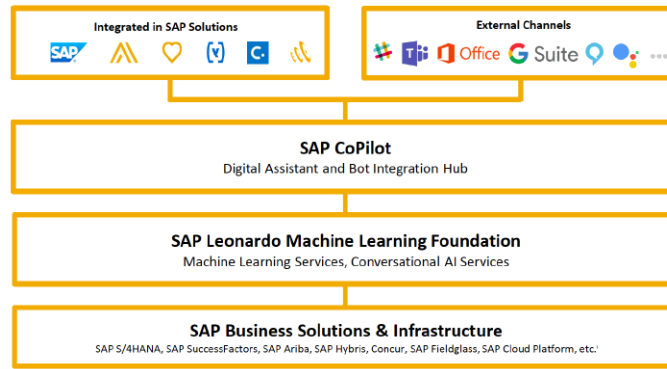 Integrated in SAP Solutions
SAP
C.
External Channels
Office
G Suite
SAP CoPilot
Digital Assistant and Bot Integration Hub
SAP Leonardo Machine Learning Foundation
Machine Learning Services, Conversational AI Services
SAP Business Solutions & Infrastructure
SAP S/4HANA, SAP SuccessFactors, SAP Ariba, SAP Hybris, Concur, SAP Fieldglass, SAP Cloud Platform, etc.